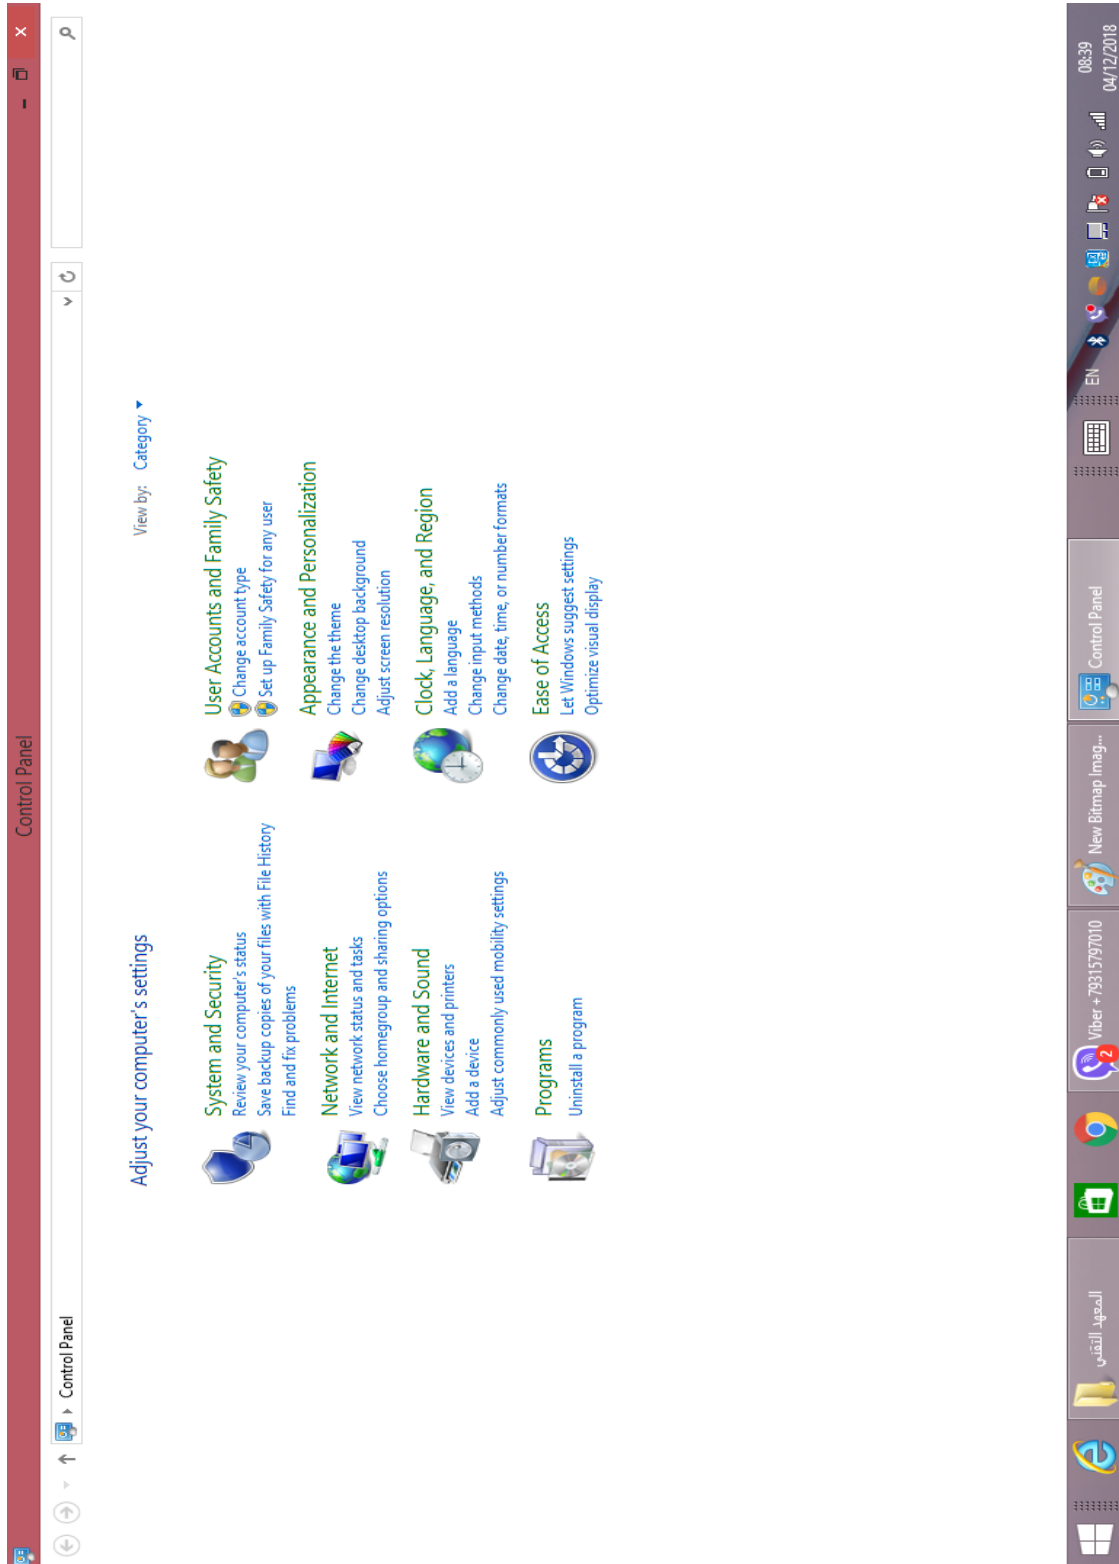 Control Panel
Control Panel
Adjust your computer's settings
View by: Category
System and Security
Review your computer's status
Save backup copies of your files with File History
Find and fix problems
Network and Internet
View network status and tasks
Choose homegroup and sharing options
Hardware and Sound
View devices and printers
Add a device
Adjust commonly used mobility settings
Programs
Uninstall a program
User Accounts and Family Safety
Change account type
Set up Family Safety for any user
Appearance and Personalization
Change the theme
Change desktop background
Adjust screen resolution
Clock, Language, and Region
Add a language
Change input methods
Change date, time, or number formats
Ease of Access
Let Windows suggest settings
Optimize visual display
المعهد التقني
2
Viber +79315797010
New Bitmap Imag...
Control Panel
EN
08:39
04/12/2018